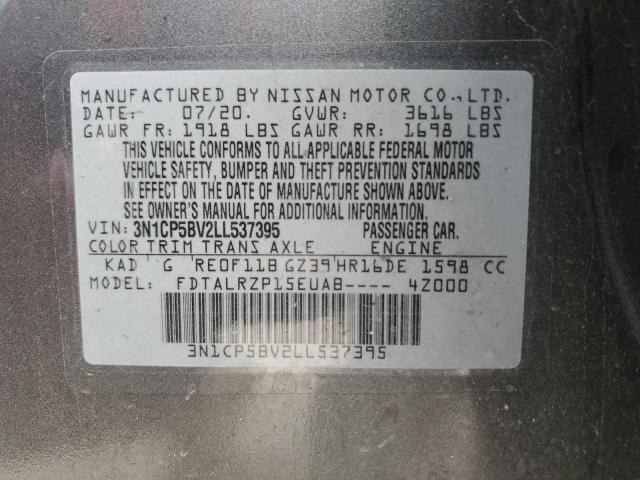 MANUFACTURED BY NISSAN MOTOR CO.,LTD.
DATE: 07/20. GVWR: 3616 LBS
GAWR FR: 1918 LBS GAWR RR: 1698 LBS
THIS VEHICLE CONFORMS TO ALL APPLICABLE FEDERAL MOTOR
VEHICLE SAFETY, BUMPER AND THEFT PREVENTION STANDARDS
IN EFFECT ON THE DATE OF MANUFACTURE SHOWN ABOVE.
SEE OWNER'S MANUAL FOR ADDITIONAL INFORMATION.
VIN: 3N1CP5BV2LL537395 PASSENGER CAR.
COLOR TRIM TRANS AXLE ENGINE
KAD G RE0F11B GZ39 HR16DE 1598 CC
MODEL: FDTALRZP15EUAB---- 4Z000
3N1CP5BV2LL537395